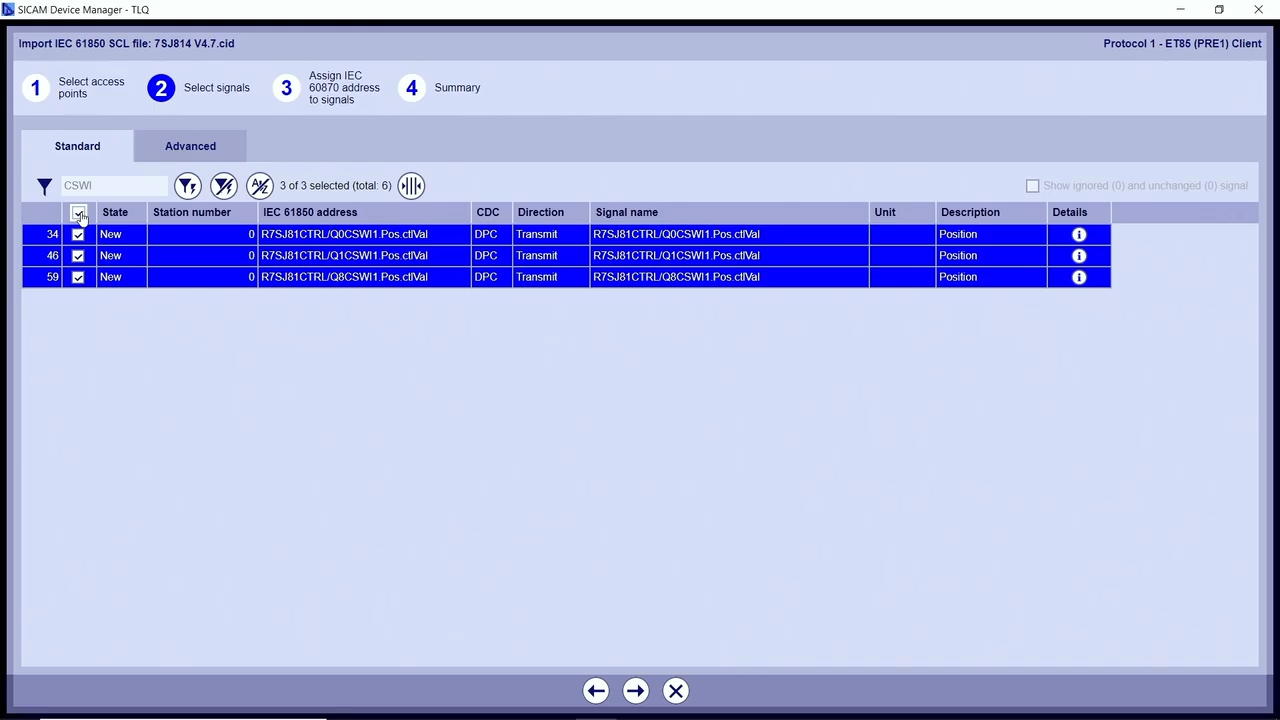 SICAM Device Manager - TLQ
Import IEC 61850 SCL file: 7SJ814 V4.7.cid
Protocol 1 - ET85 (PRE1) Client
1
Select access
points
2
Select signals
3
Assign IEC
60870 address
to signals
4
Summary
Standard
Advanced
CSWI
3 of 3 selected (total: 6)
Show ignored (0) and unchanged (0) signal
State Station number IEC 61850 address CDC Direction Signal name Unit Description Details
34 New 0 R7SJ81CTRL/Q0CSWI1.Pos.ctlVal DPC Transmit R7SJ81CTRL/Q0CSWI1.Pos.ctlVal Position
46 New 0 R7SJ81CTRL/Q1CSWI1.Pos.ctlVal DPC Transmit R7SJ81CTRL/Q1CSWI1.Pos.ctlVal Position
59 New 0 R7SJ81CTRL/Q8CSWI1.Pos.ctlVal DPC Transmit R7SJ81CTRL/Q8CSWI1.Pos.ctlVal Position